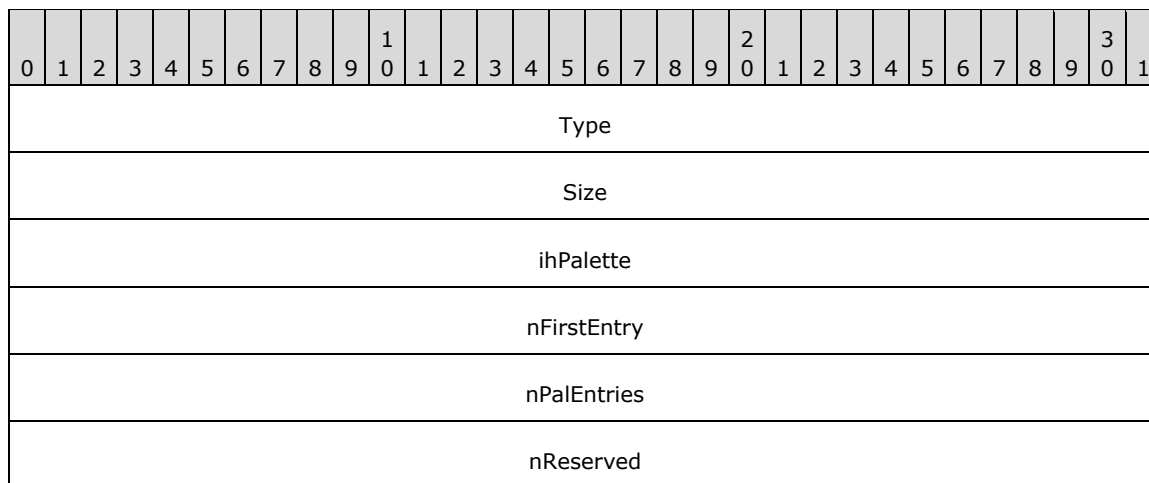 1 2 3
0 1 2 3 4 5 6 7 8 9 0 1 2 3 4 5 6 7 8 9 0 1 2 3 4 5 6 7 8 9 0 1
Type
Size
ihPalette
nFirstEntry
nPalEntries
nReserved